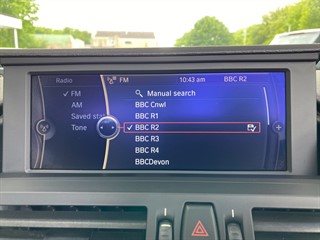 Radio FM 10:43 am BBC R2
FM
AM
Saved stat
Tone
Manual search
BBC Cnwl
BBC R1
BBC R2
BBC R3
BBC R4
BBCDevon